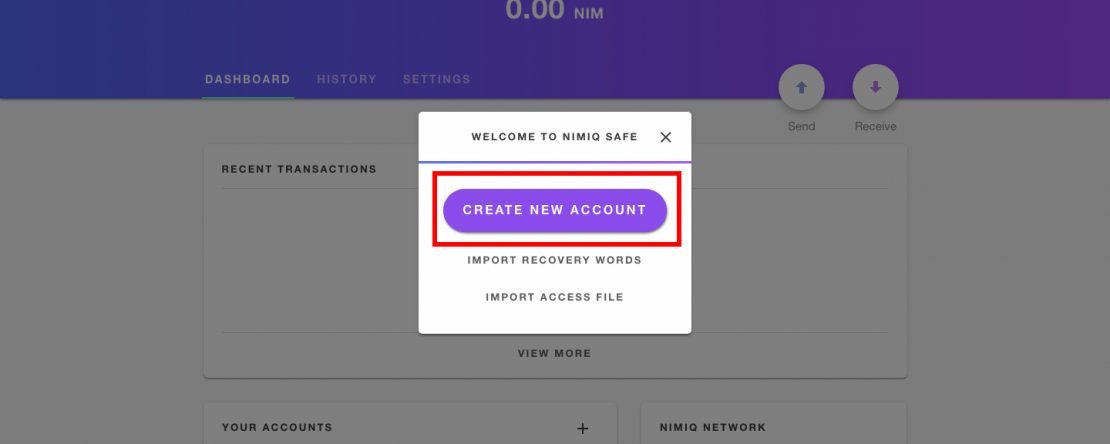 0.00 NIM
DASHBOARD HISTORY SETTINGS
Send Receive
WELCOME TO NIMIQ SAFE
RECENT TRANSACTIONS
CREATE NEW ACCOUNT
IMPORT RECOVERY WORDS
IMPORT ACCESS FILE
VIEW MORE
YOUR ACCOUNTS
NIMIQ NETWORK